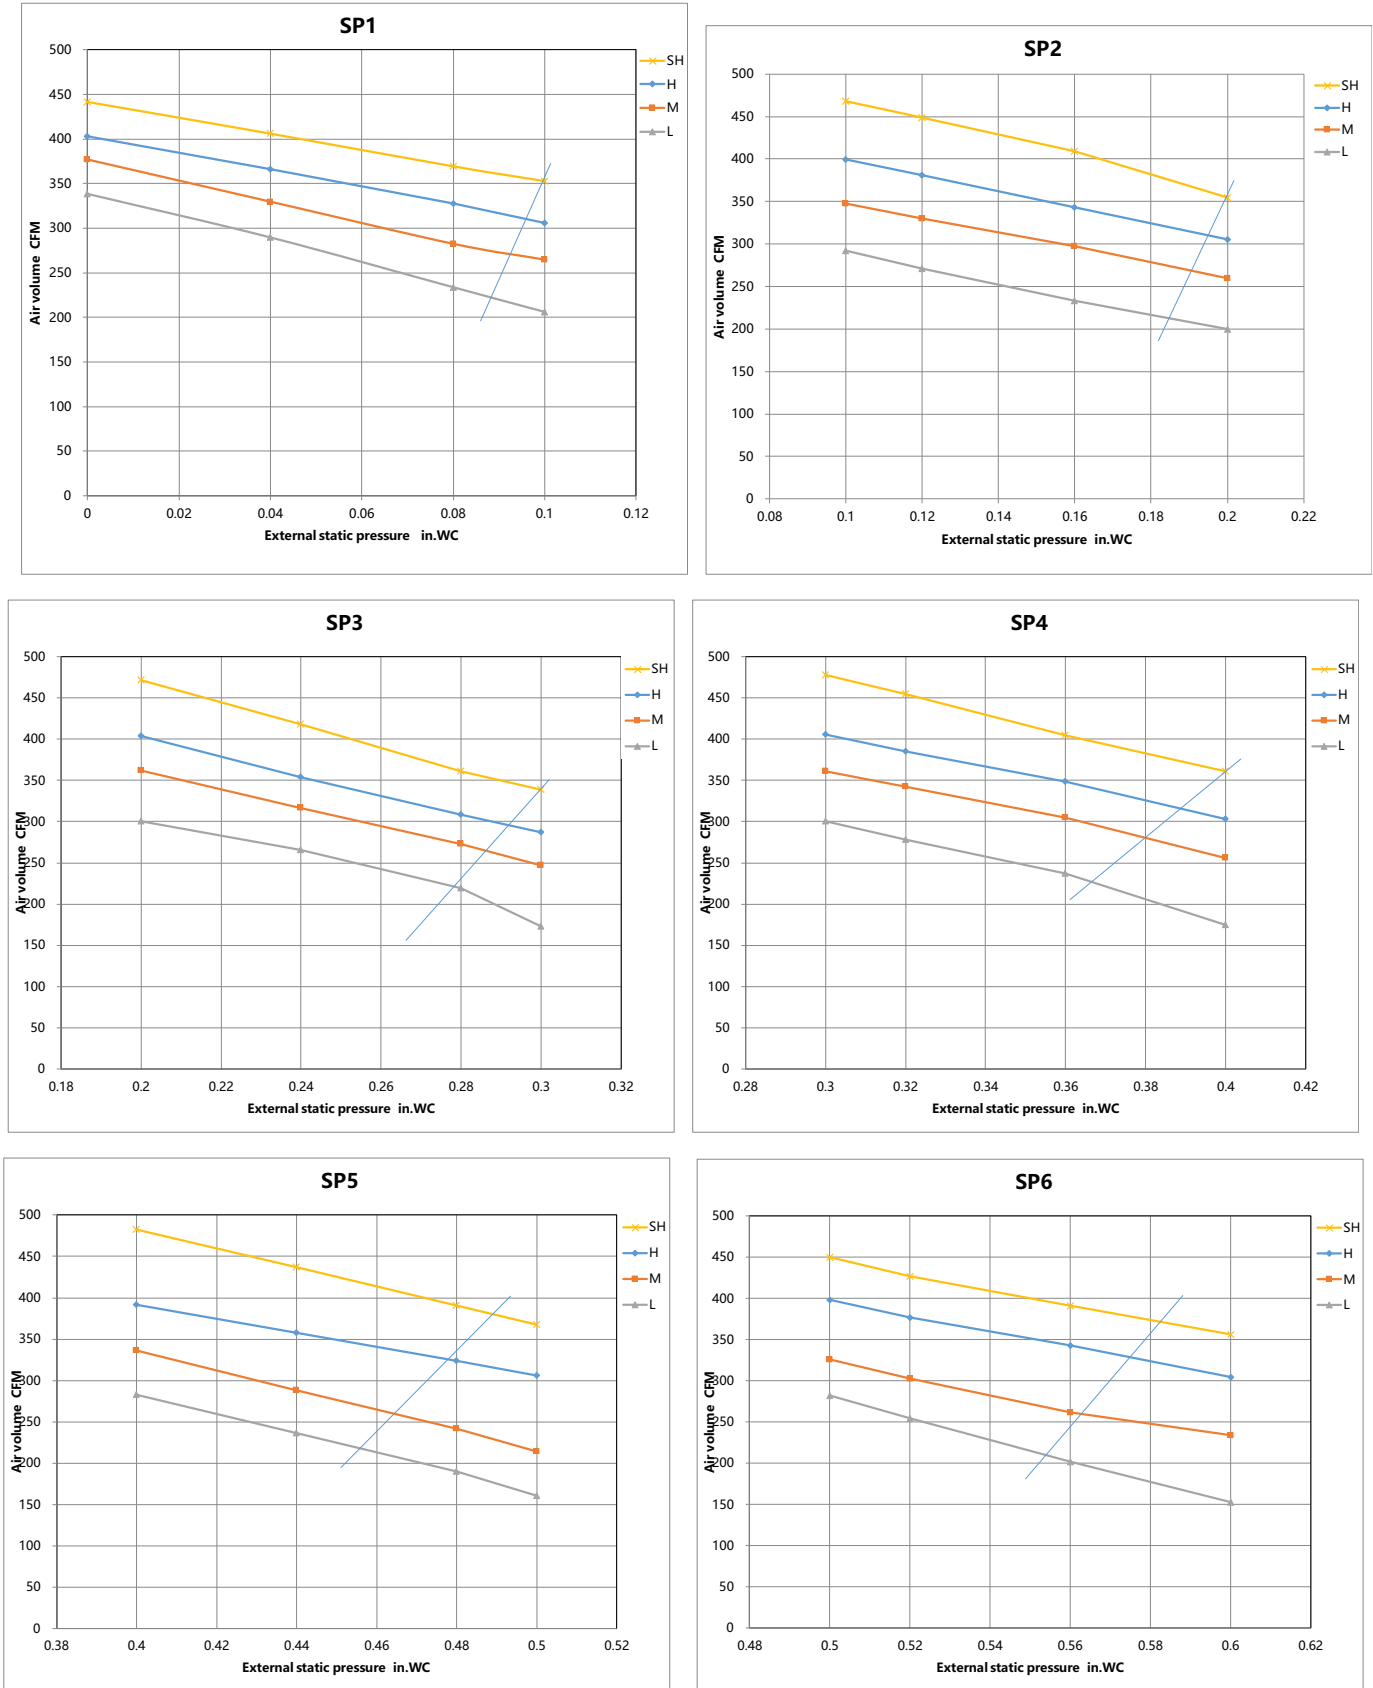 SP1
500
450
400
350
300
250
200
150
100
50
0
0 0.02 0.04 0.06 0.08 0.1 0.12
Air volume CFM
External static pressure in.WC
SH
H
M
L
SP2
500
450
400
350
300
250
200
150
100
50
0
0.08 0.1 0.12 0.14 0.16 0.18 0.2 0.22
Air volume CFM
External static pressure in.WC
SH
H
M
L
SP3
500
450
400
350
300
250
200
150
100
50
0
0.18 0.2 0.22 0.24 0.26 0.28 0.3 0.32
Air volume CFM
External static pressure in.WC
SH
H
M
L
SP4
500
450
400
350
300
250
200
150
100
50
0
0.28 0.3 0.32 0.34 0.36 0.38 0.4 0.42
Air volume CFM
External static pressure in.WC
SH
H
M
L
SP5
500
450
400
350
300
250
200
150
100
50
0
0.38 0.4 0.42 0.44 0.46 0.48 0.5 0.52
Air volume CFM
External static pressure in.WC
SH
H
M
L
SP6
500
450
400
350
300
250
200
150
100
50
0
0.48 0.5 0.52 0.54 0.56 0.58 0.6 0.62
Air volume CFM
External static pressure in.WC
SH
H
M
L